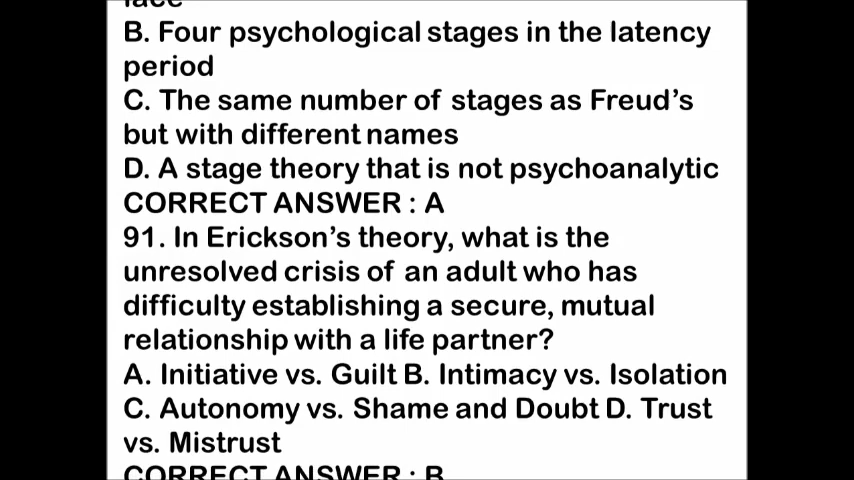 face
B. Four psychological stages in the latency
period
C. The same number of stages as Freud's
but with different names
D. A stage theory that is not psychoanalytic
CORRECT ANSWER : A
91. In Erickson's theory, what is the
unresolved crisis of an adult who has
difficulty establishing a secure, mutual
relationship with a life partner?
A. Initiative vs. Guilt B. Intimacy vs. Isolation
C. Autonomy vs. Shame and Doubt D. Trust
vs. Mistrust
CORRECT ANSWER : B